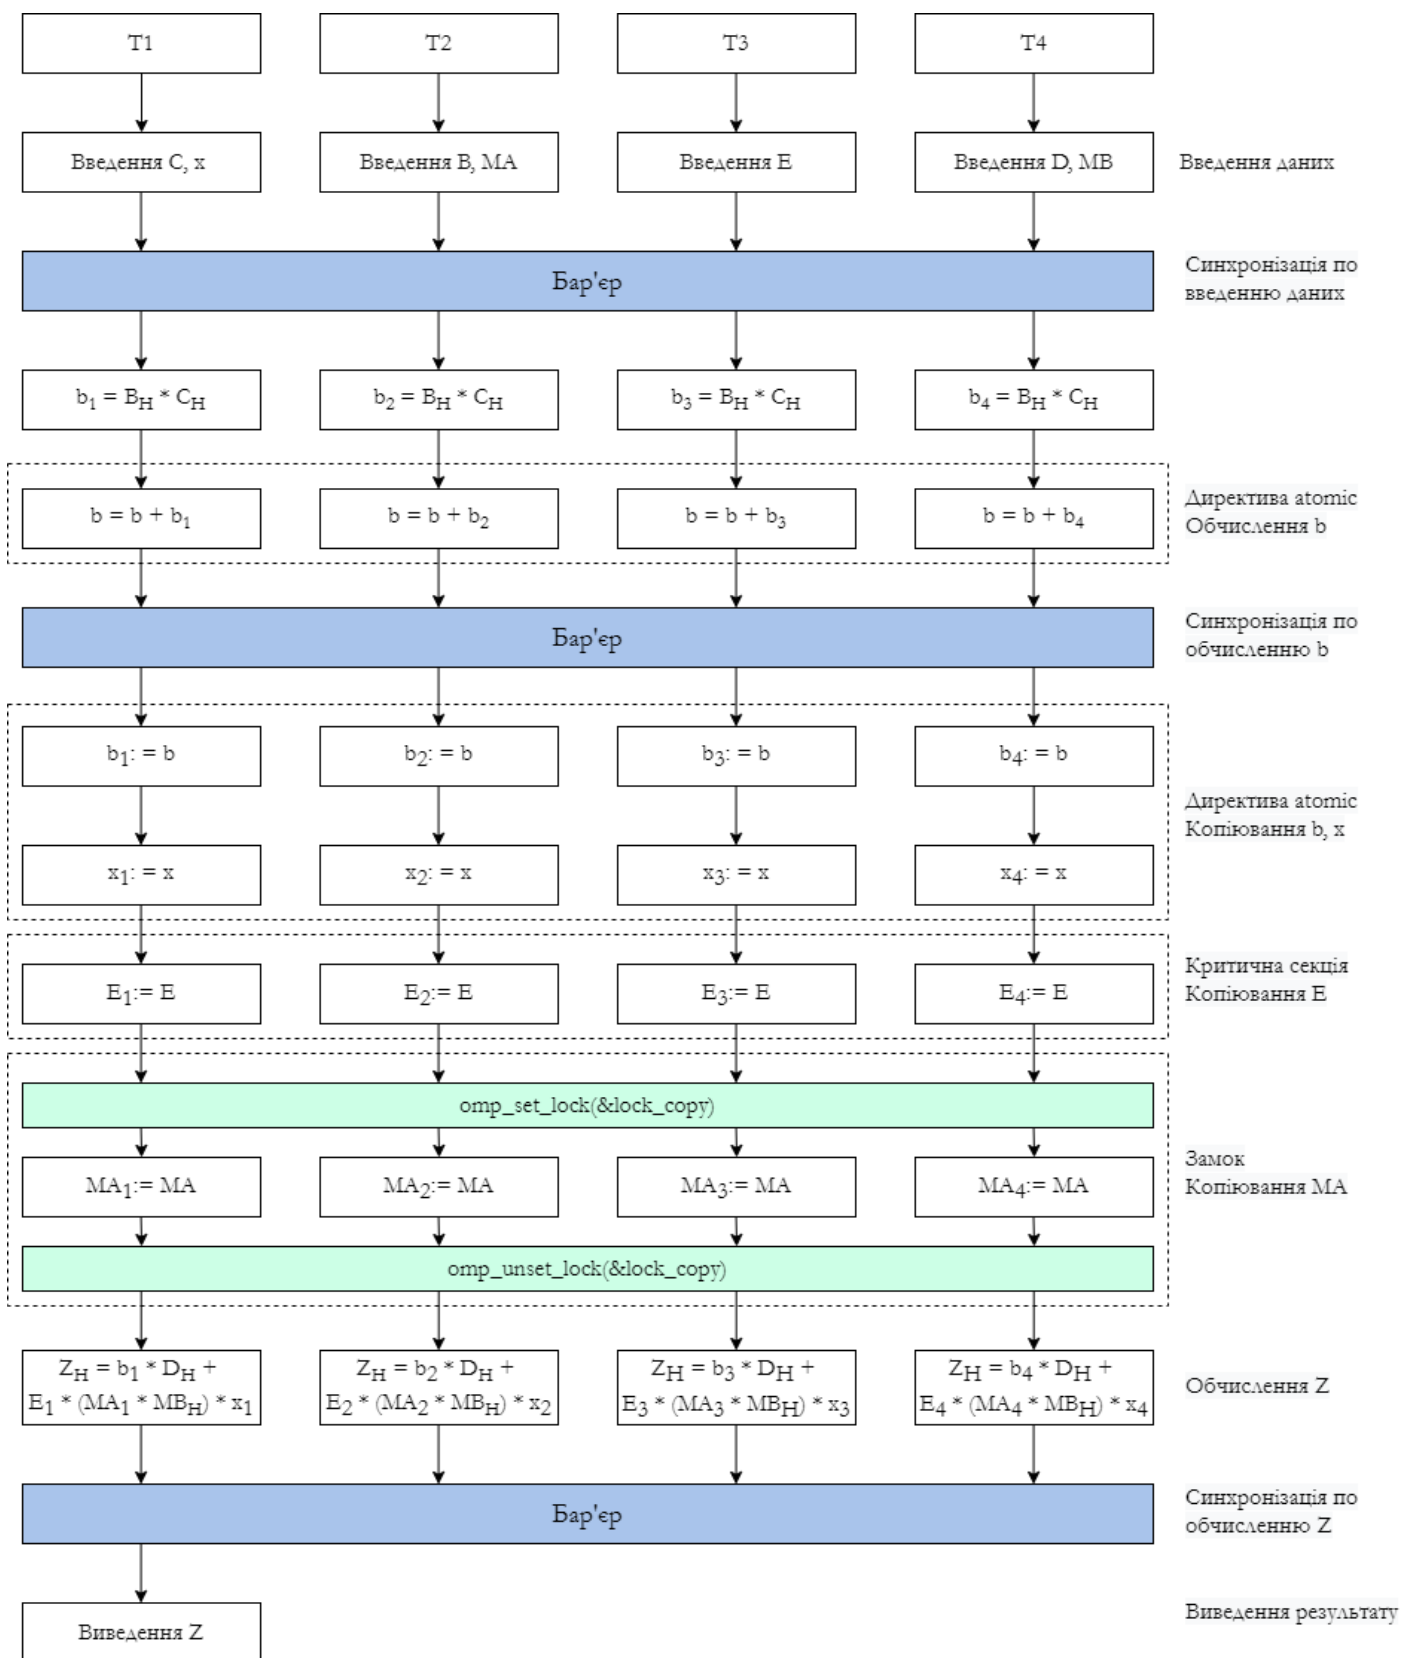 T1
T2
T3
T4
Введення C, x
Введення B, MA
Введення E
Введення D, MB
Введення даних
Бар'єр
Синхронізація по
введенню даних
b1 = BH * CH
b2 = BH * CH
b3 = BH * CH
b4 = BH * CH
b = b + b1
b = b + b2
b = b + b3
b = b + b4
Директива atomic
Обчислення b
Бар'єр
Синхронізація по
обчисленню b
b1: = b
b2: = b
b3: = b
b4: = b
Директива atomic
Копіювання b, x
x1: = x
x2: = x
x3: = x
x4: = x
E1:= E
E2:= E
E3:= E
E4:= E
Критична секція
Копіювання E
omp_set_lock(&lock_copy)
MA1:= MA
MA2:= MA
MA3:= MA
MA4:= MA
Замок
Копіювання MA
omp_unset_lock(&lock_copy)
ZH = b1 * DH +
E1 * (MA1 * MBH) * x1
ZH = b2 * DH +
E2 * (MA2 * MBH) * x2
ZH = b3 * DH +
E3 * (MA3 * MBH) * x3
ZH = b4 * DH +
E4 * (MA4 * MBH) * x4
Обчислення Z
Бар'єр
Синхронізація по
обчисленню Z
Виведення Z
Виведення результату